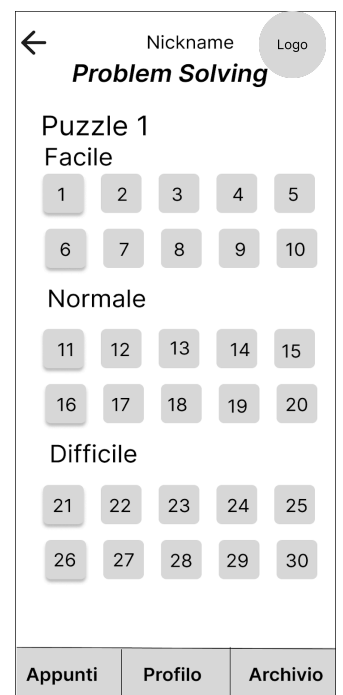 Nickname
Logo
Problem Solving
Puzzle 1
Facile
1 2 3 4 5
6 7 8 9 10
Normale
11 12 13 14 15
16 17 18 19 20
Difficile
21 22 23 24 25
26 27 28 29 30
Appunti Profilo Archivio